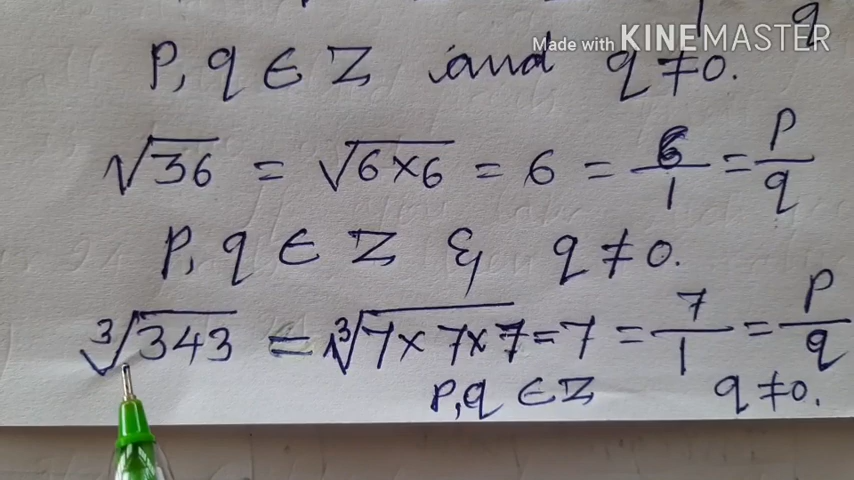 1 q
Made with KINEMASTER
P, q ∈ Z and q ≠ 0.
√36 = √6×6 = 6 = 6/1 = P/q
P, q ∈ Z & q ≠ 0.
∛343 = ∛7×7×7 = 7 = 7/1 = P/q
P,q ∈ Z q ≠ 0.